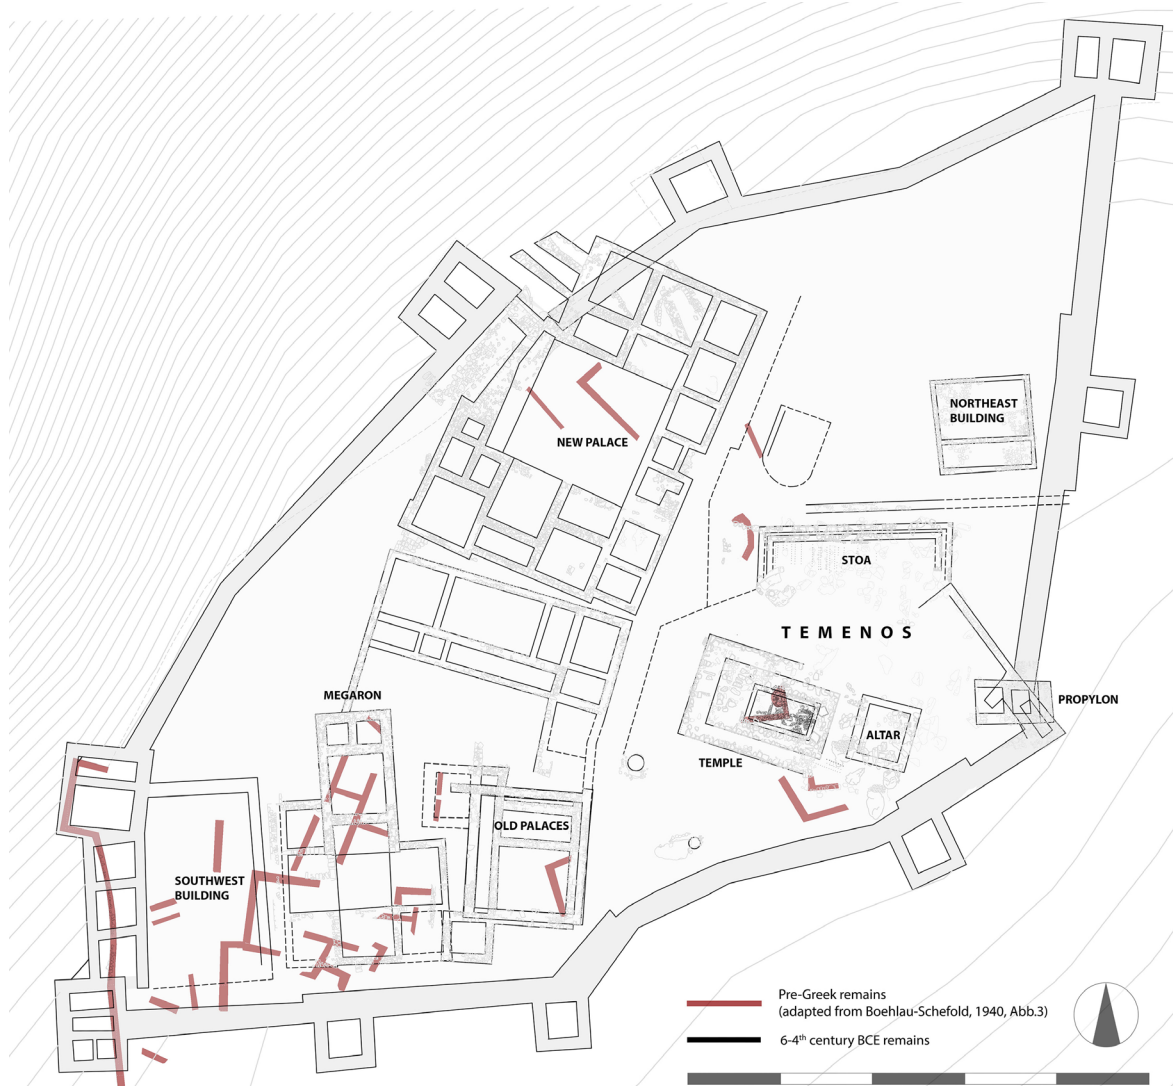 NEW PALACE
NORTHEAST
BUILDING
STOA
TEMENOS
MEGARON
PROPYLON
ALTAR
TEMPLE
OLD PALACES
SOUTHWEST
BUILDING
Pre-Greek remains
(adapted from Boehlau-Schefold, 1940, Abb.3)
6-4th century BCE remains